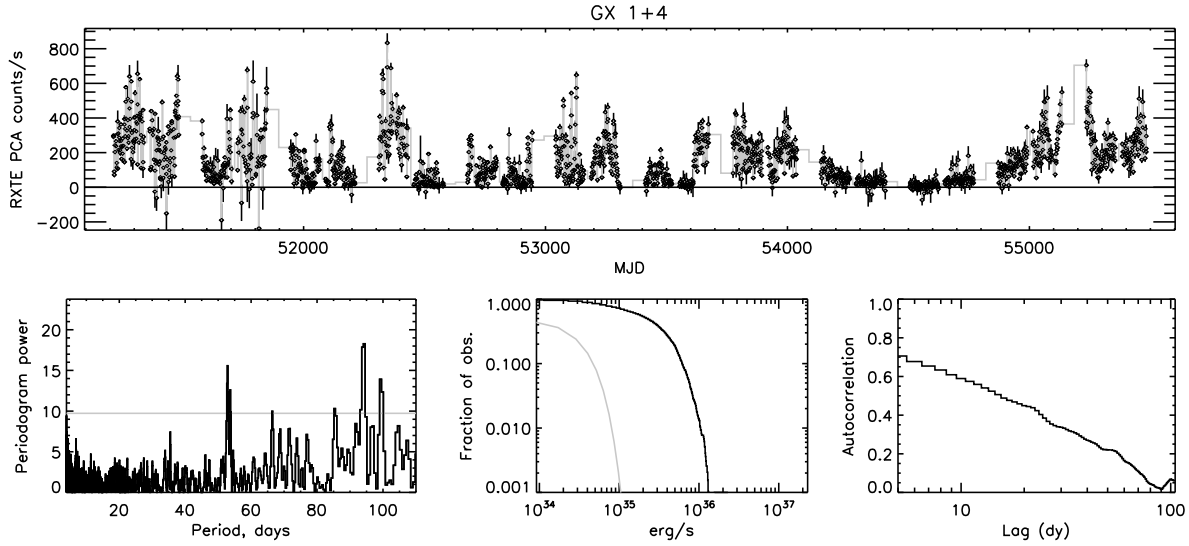 GX 1+4
RXTE PCA counts/s
800
600
400
200
0
−200
52000 53000 54000 55000
MJD
Periodogram power
20
15
10
5
0
20 40 60 80 100
Period, days
Fraction of obs.
1.000
0.100
0.010
0.001
10^34 10^35 10^36 10^37
erg/s
Autocorrelation
1.0
0.8
0.6
0.4
0.2
0.0
10 100
Lag (dy)